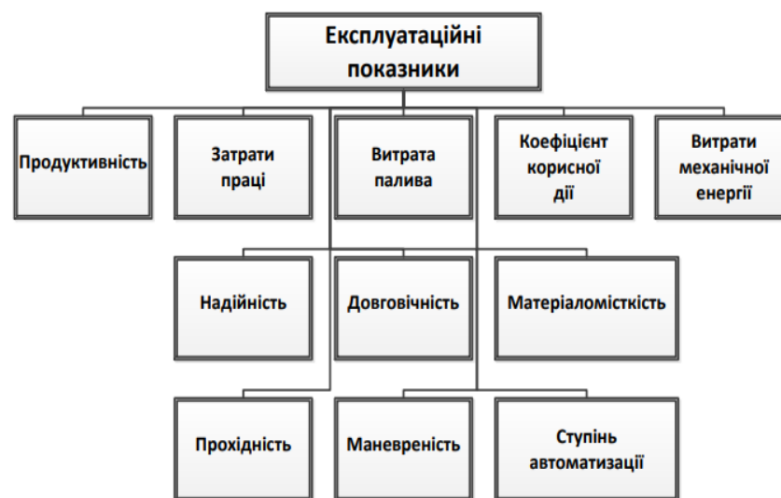 Експлуатаційні
показники
Продуктивність
Затрати
праці
Витрата
палива
Коефіцієнт
корисної
дії
Витрати
механічної
енергії
Надійність
Довговічність
Матеріаломісткість
Прохідність
Маневреність
Ступінь
автоматизації